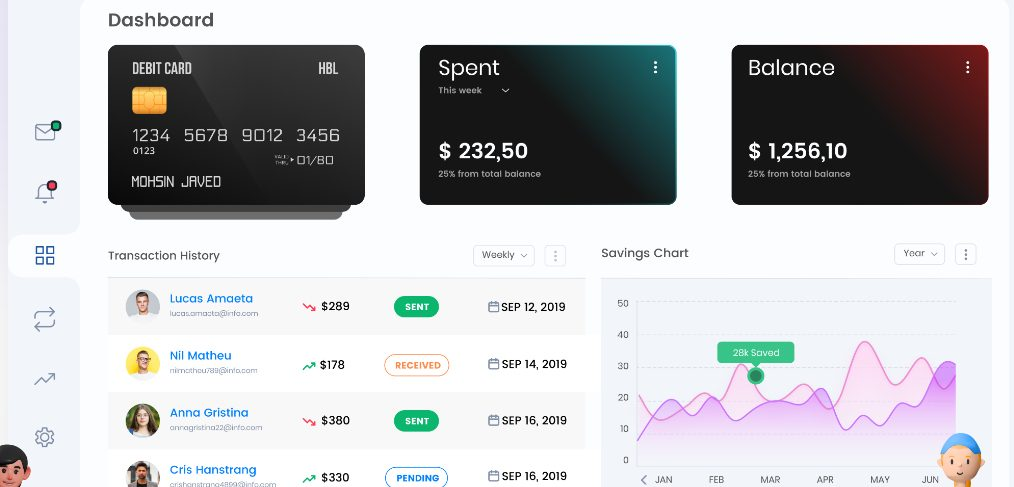 Dashboard
DEBIT CARD HBL
1234 5678 9012 3456
0123
VALID THRU 01/80
MOHSIN JAVED
Spent
This week
$ 232,50
25% from total balance
Balance
$ 1,256,10
25% from total balance
Transaction History Weekly
Lucas Amaeta $289 SENT SEP 12, 2019
lucas.amaeta@info.com
Nil Matheu $178 RECEIVED SEP 14, 2019
nilmatheu789@info.com
Anna Gristina $380 SENT SEP 16, 2019
annagristina22@info.com
Cris Hanstrang $330 PENDING SEP 16, 2019
crishanstrang4899@info.com
Savings Chart Year
50
40
30
20
10
0
28k Saved
JAN FEB MAR APR MAY JUN